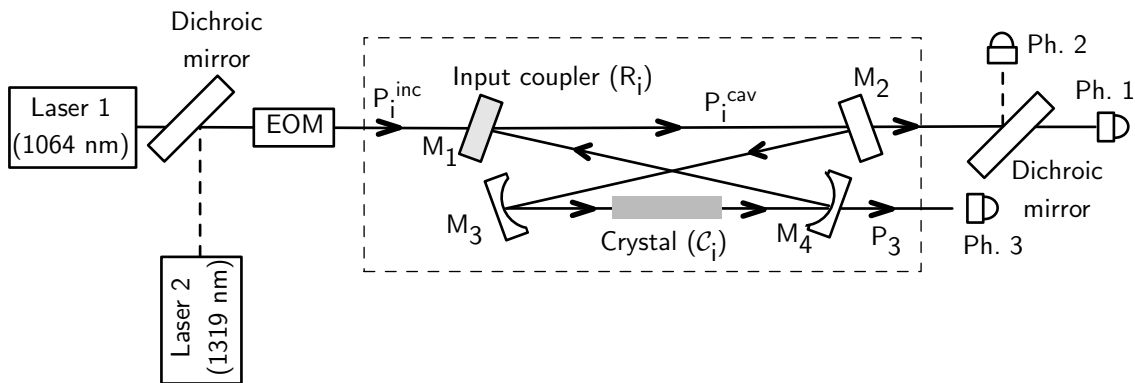 Dichroic
mirror
Laser 1
(1064 nm)
EOM
P_i^inc
Input coupler (R_i)
M_1
P_i^cav
M_2
Ph. 2
Ph. 1
Dichroic
mirror
M_3
Crystal (𝒞_i)
M_4
P_3
Ph. 3
Laser 2
(1319 nm)